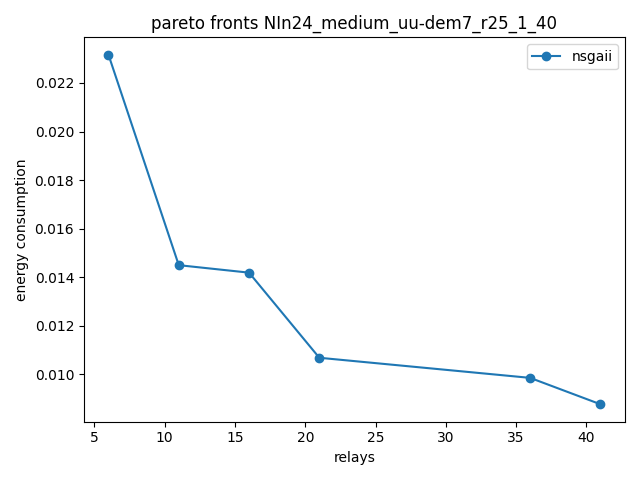 pareto fronts NIn24_medium_uu-dem7_r25_1_40
nsgaii
energy consumption
0.022
0.020
0.018
0.016
0.014
0.012
0.010
5 10 15 20 25 30 35 40
relays